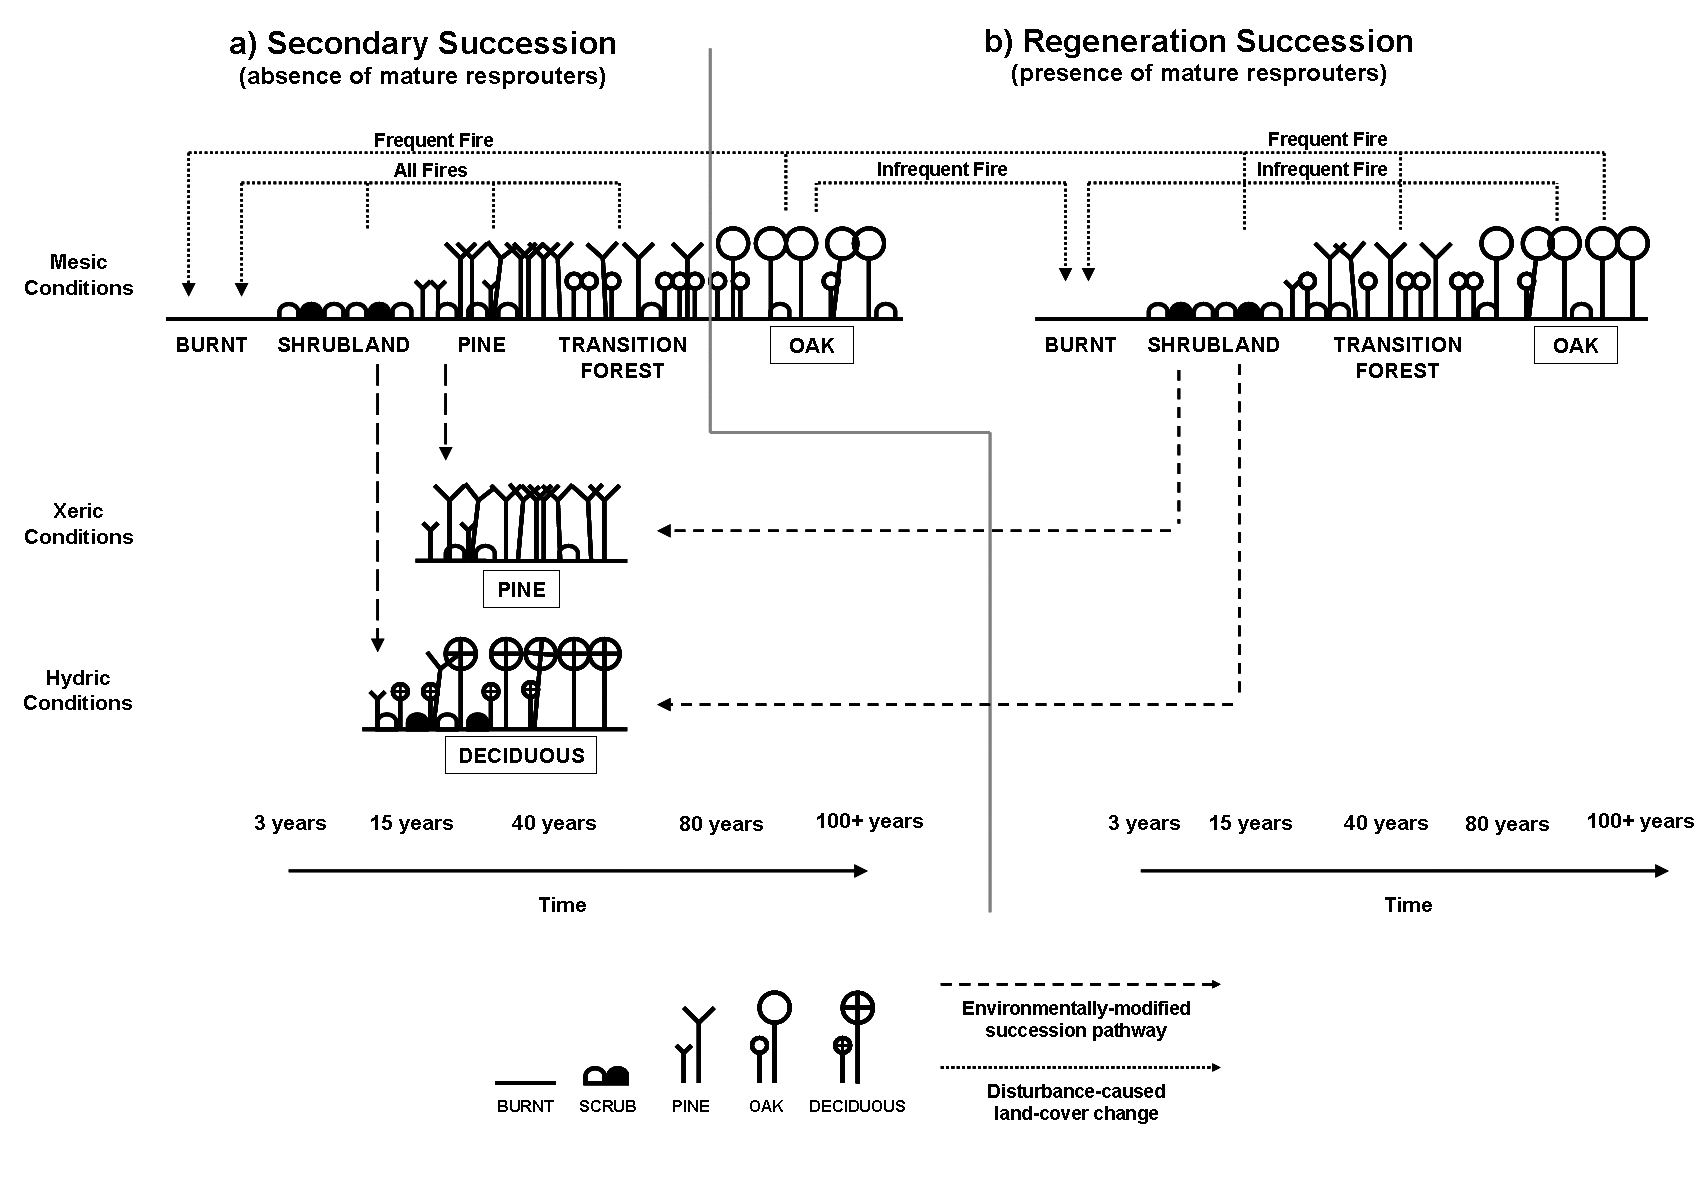 a) Secondary Succession
(absence of mature resprouters)
b) Regeneration Succession
(presence of mature resprouters)
Frequent Fire
Frequent Fire
All Fires
Infrequent Fire
Infrequent Fire
Mesic
Conditions
BURNT
SHRUBLAND
PINE
TRANSITION
FOREST
OAK
BURNT
SHRUBLAND
TRANSITION
FOREST
OAK
Xeric
Conditions
PINE
Hydric
Conditions
DECIDUOUS
3 years
15 years
40 years
80 years
100+ years
3 years
15 years
40 years
80 years
100+ years
Time
Time
Environmentally-modified
succession pathway
Disturbance-caused
land-cover change
BURNT
SCRUB
PINE
OAK
DECIDUOUS